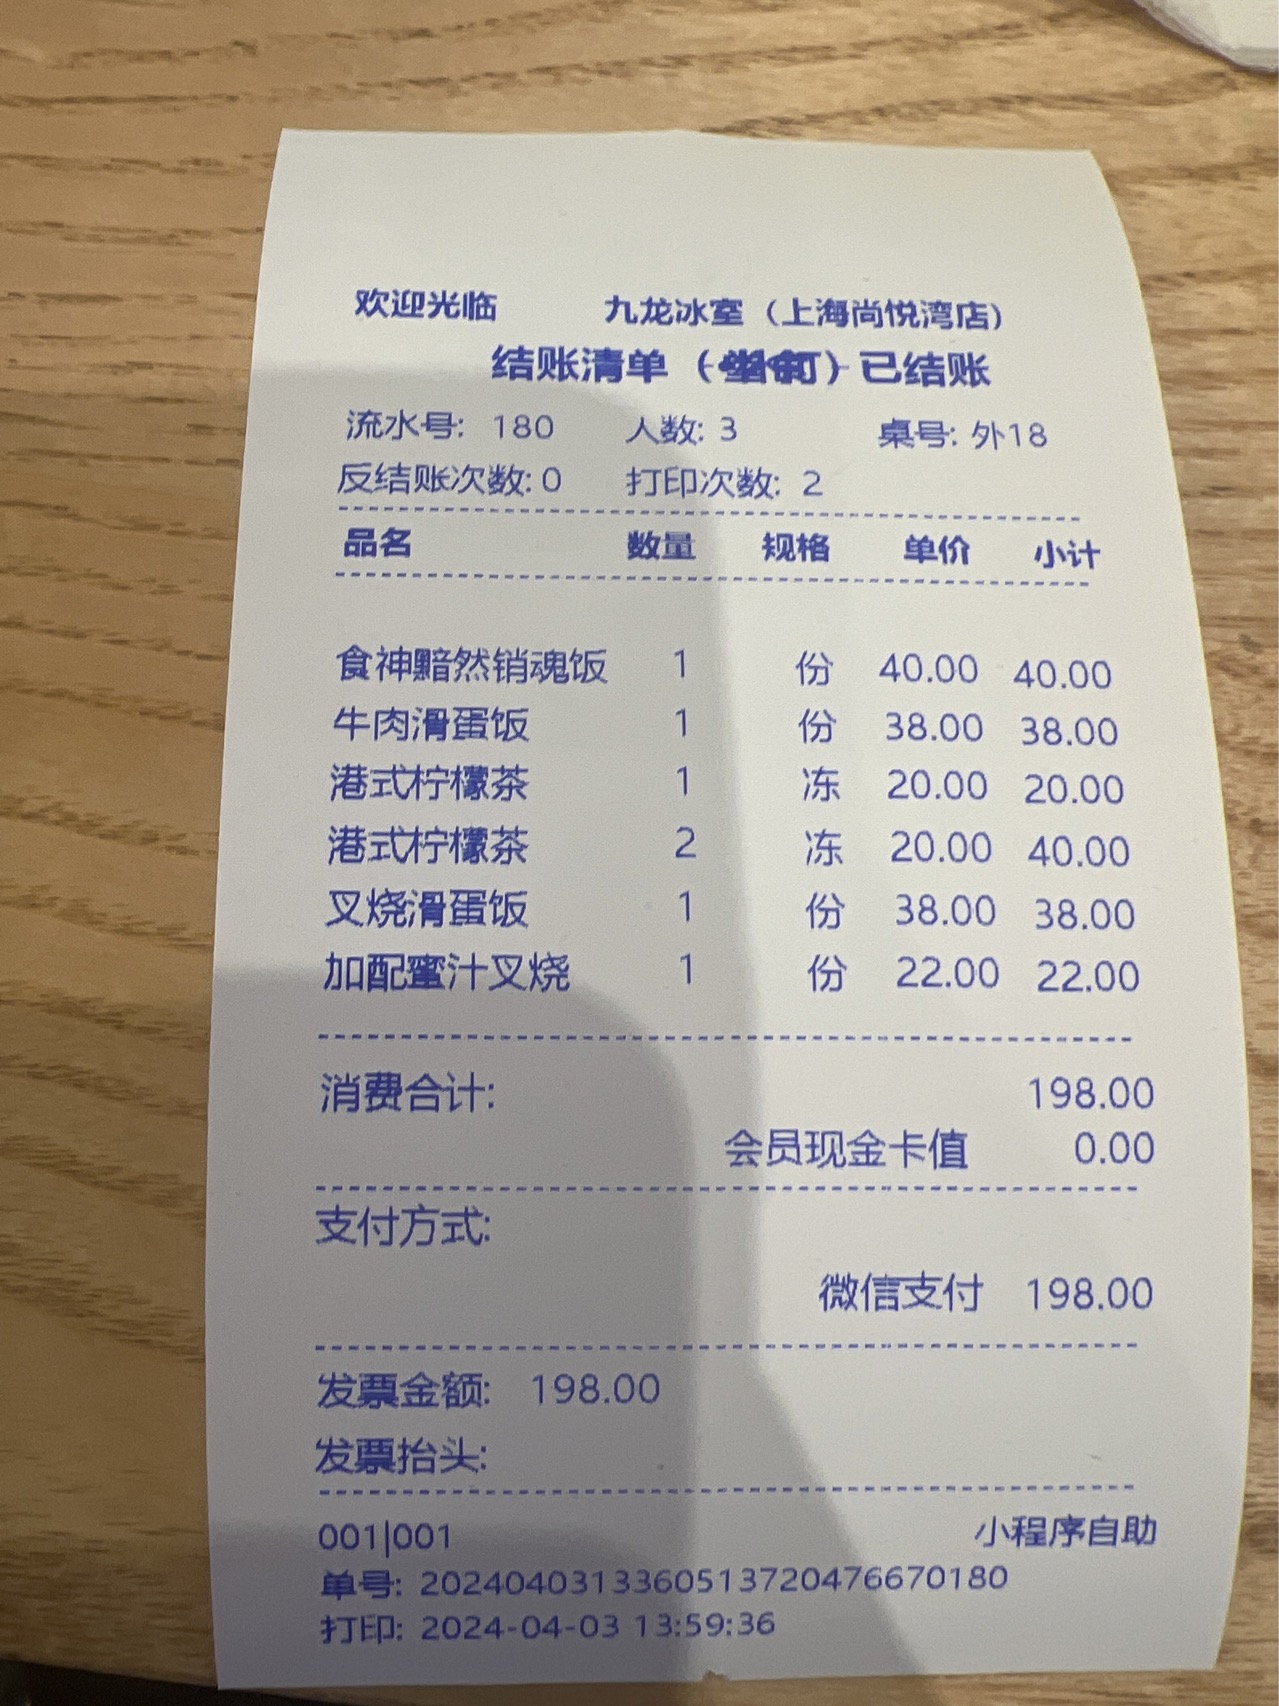 欢迎光临 九龙冰室（上海尚悦湾店）
结账清单（ ）已结账
流水号: 180 人数: 3 桌号: 外18
反结账次数: 0 打印次数: 2
品名 数量 规格 单价 小计
食神黯然销魂饭 1 份 40.00 40.00
牛肉滑蛋饭 1 份 38.00 38.00
港式柠檬茶 1 冻 20.00 20.00
港式柠檬茶 2 冻 20.00 40.00
叉烧滑蛋饭 1 份 38.00 38.00
加配蜜汁叉烧 1 份 22.00 22.00
消费合计: 198.00
会员现金卡值 0.00
支付方式:
微信支付 198.00
发票金额: 198.00
发票抬头:
001|001 小程序自助
单号: 20240403133605137204766​70180
打印: 2024-04-03 13:59:36